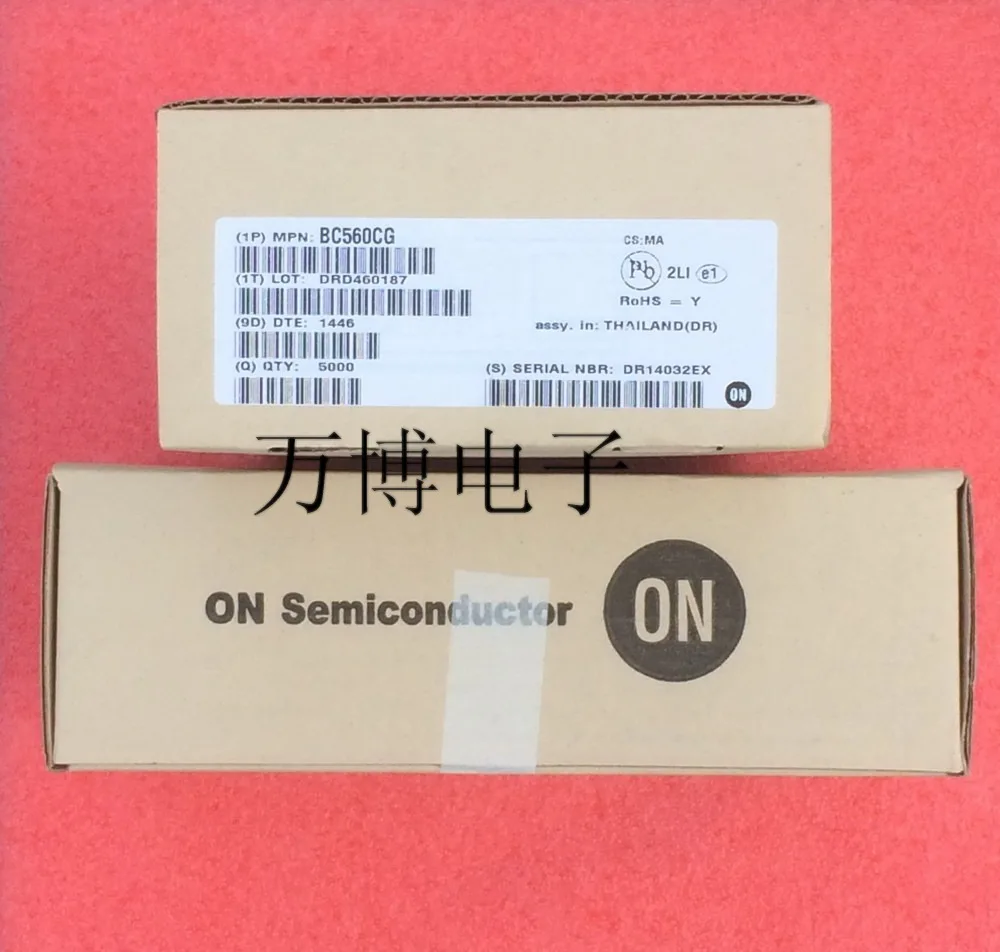 (1P) MPN: BC560CG
(1T) LOT: DRD460187
(9D) DTE: 1446
(Q) QTY: 5000
CS:MA
Pb 2LI e1
RoHS = Y
assy. in: THAILAND(DR)
(S) SERIAL NBR: DR14032EX
ON
万博电子
ON Semiconductor
ON